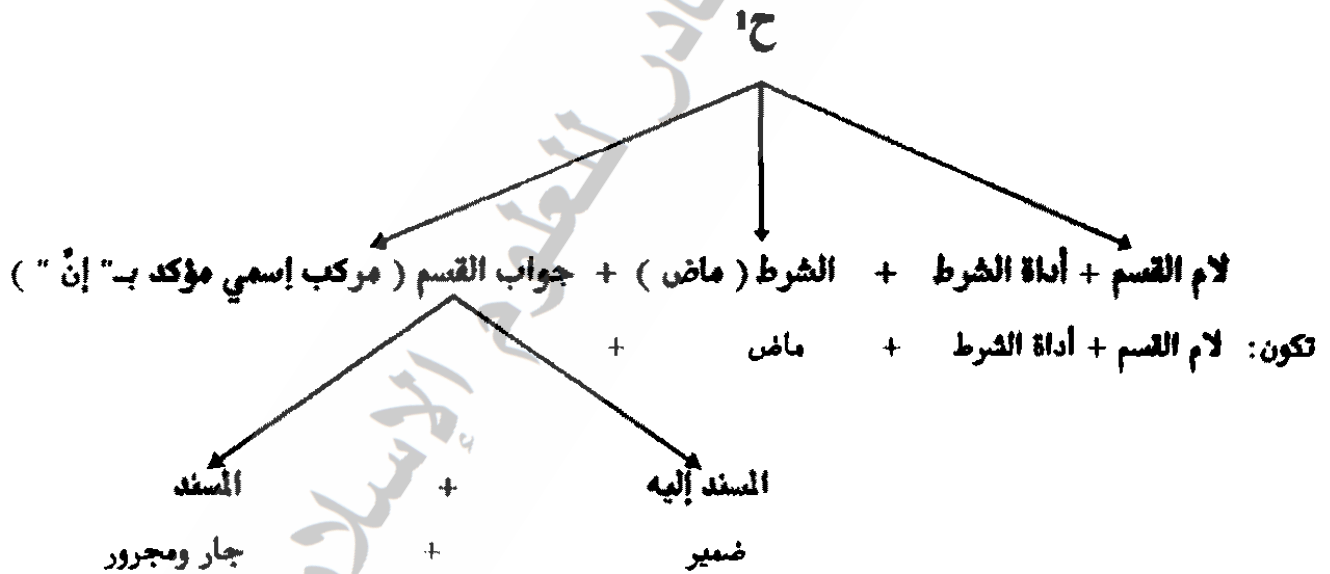 ح1
لام القسم + أداة الشرط + الشرط ( ماض ) + جواب القسم ( مركب إسمي مؤكد بـ" إنّ " )
تكون: لام القسم + أداة الشرط + ماض +
المسند إليه + المسند
ضمير + جار ومجرور